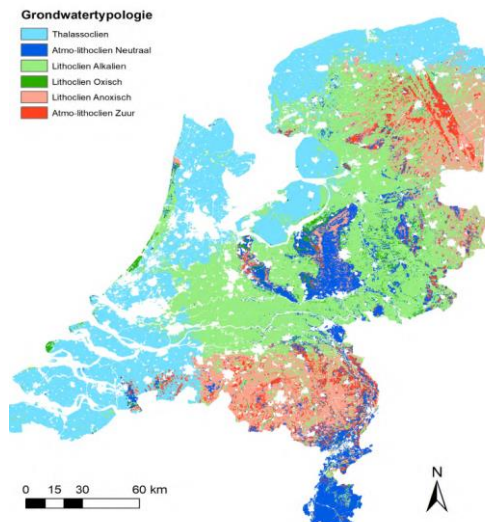 Grondwatertypologie
Thalassoclien
Atmo-lithoclien Neutraal
Lithoclien Alkalien
Lithoclien Oxisch
Lithoclien Anoxisch
Atmo-lithoclien Zuur
0 15 30 60 km
N